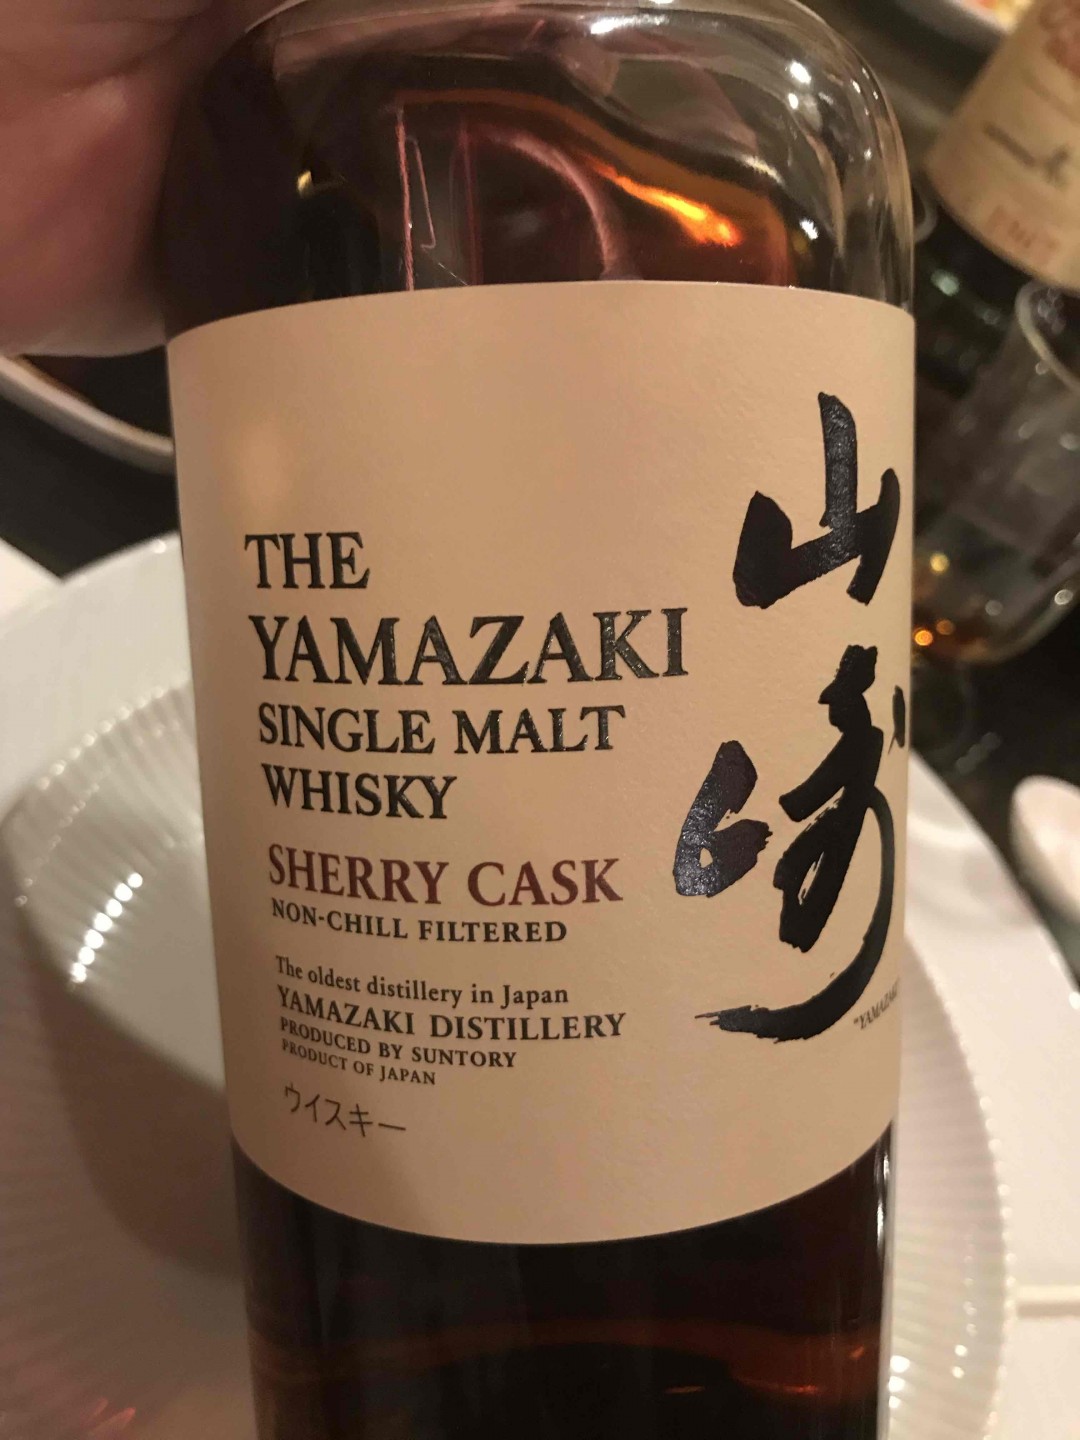 THE
YAMAZAKI
SINGLE MALT
WHISKY
SHERRY CASK
NON-CHILL FILTERED
The oldest distillery in Japan
YAMAZAKI DISTILLERY
PRODUCED BY SUNTORY
PRODUCT OF JAPAN
ウイスキー
山
崎
"YAMAZAKI